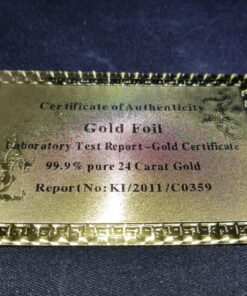 Certificate of Authenticity
Gold Foil
Laboratory Test Report-Gold Certificate
99.9% pure 24 Carat Gold
Report No: K1/2011/C0359